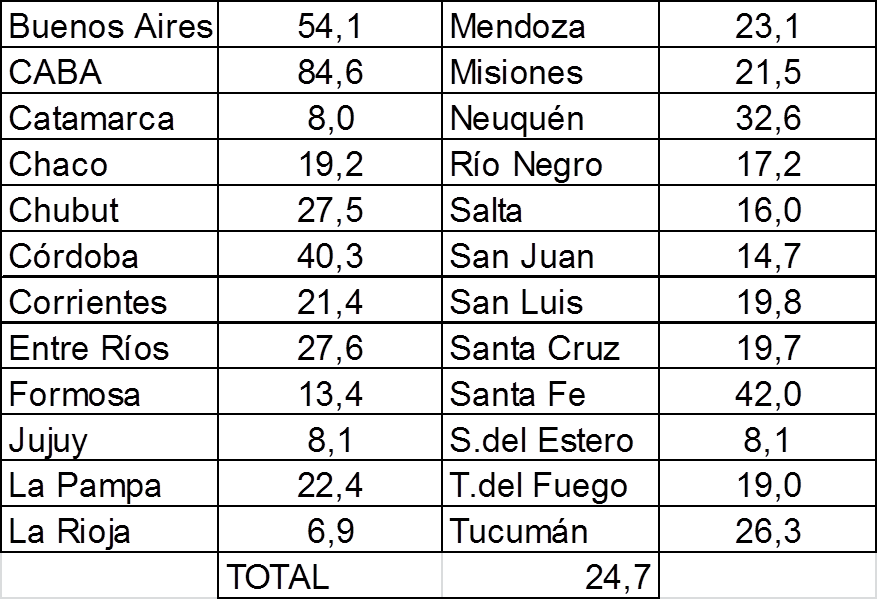 Buenos Aires 54,1 Mendoza 23,1
CABA 84,6 Misiones 21,5
Catamarca 8,0 Neuquén 32,6
Chaco 19,2 Río Negro 17,2
Chubut 27,5 Salta 16,0
Córdoba 40,3 San Juan 14,7
Corrientes 21,4 San Luis 19,8
Entre Ríos 27,6 Santa Cruz 19,7
Formosa 13,4 Santa Fe 42,0
Jujuy 8,1 S.del Estero 8,1
La Pampa 22,4 T.del Fuego 19,0
La Rioja 6,9 Tucumán 26,3
TOTAL 24,7